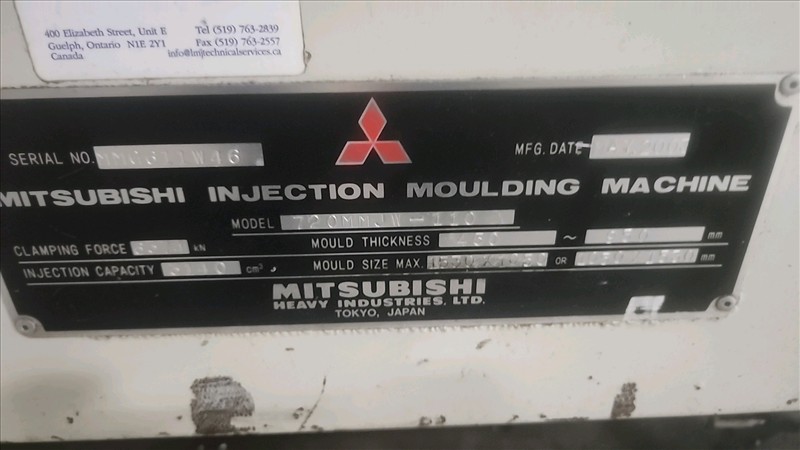 400 Elizabeth Street, Unit E Tel (519) 763-2839
Guelph, Ontario N1E 2Y1 Fax (519) 763-2557
Canada info@lmjtechnicalservices.ca
SERIAL NO. MFG. DATE
MITSUBISHI INJECTION MOULDING MACHINE
MODEL 720MMJW-110
CLAMPING FORCE kN MOULD THICKNESS ~ mm
INJECTION CAPACITY cm³ MOULD SIZE MAX. OR mm
MITSUBISHI
HEAVY INDUSTRIES, LTD.
TOKYO, JAPAN